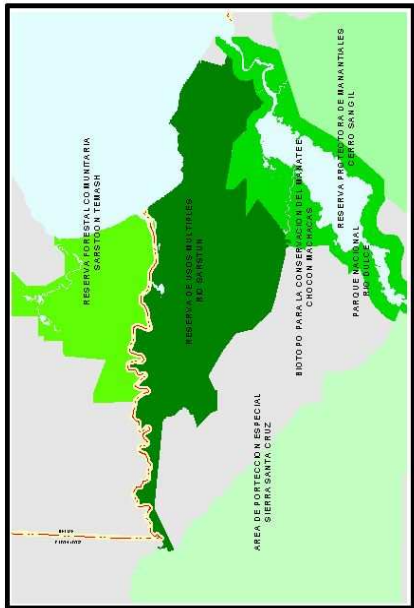 RESERVA FORESTAL COMUNITARIA
SARSTOON TEMASH
RESERVA DE USOS MULTIPLES
RIO SARSTUN
BIOTOPO PARA LA CONSERVACION DEL MANATEE
CHOCON MACHACAS
RESERVA PROTECTORA DE MANANTIALES
CERRO SAN GIL
PARQUE NACIONAL
RIO DULCE
AREA DE PORTECCION ESPECIAL
SIERRA SANTA CRUZ